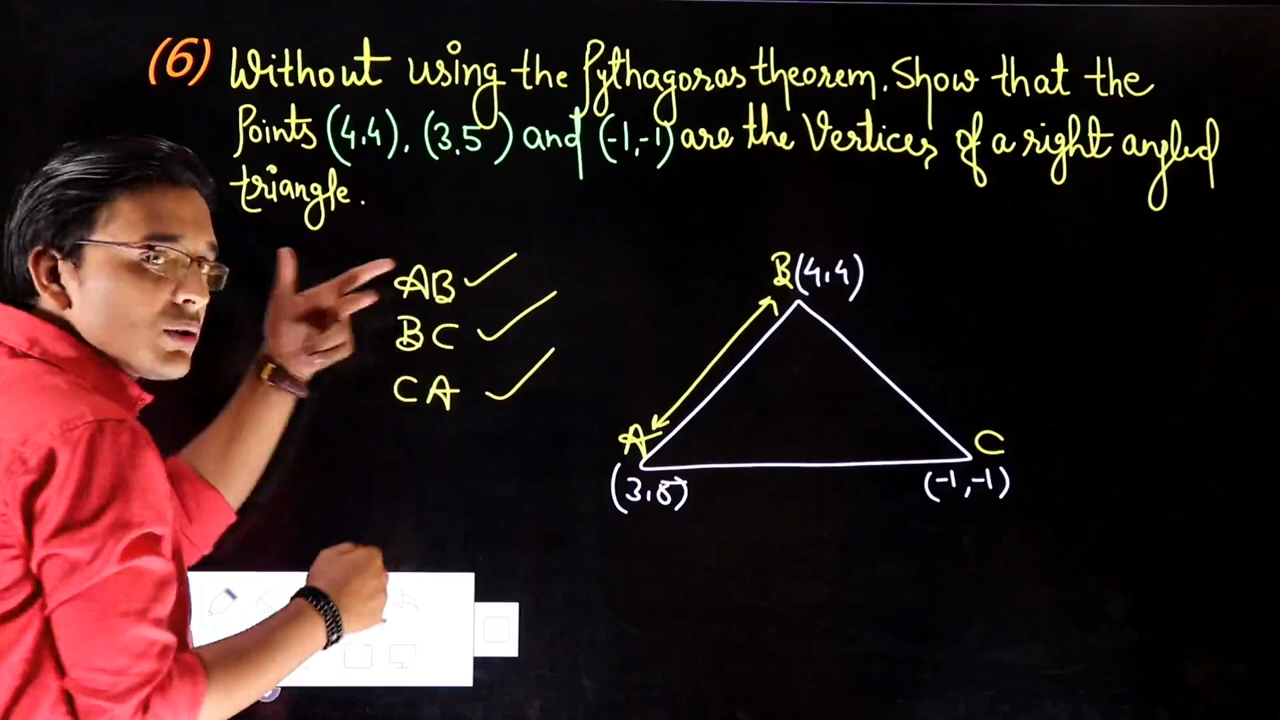 (6) Without using the Pythagoras theorem. Show that the
Points (4,4), (3,5) and (-1,-1) are the Vertices of a right angled
triangle.
AB
BC
CA
B(4,4)
A
(3,5)
C
(-1,-1)